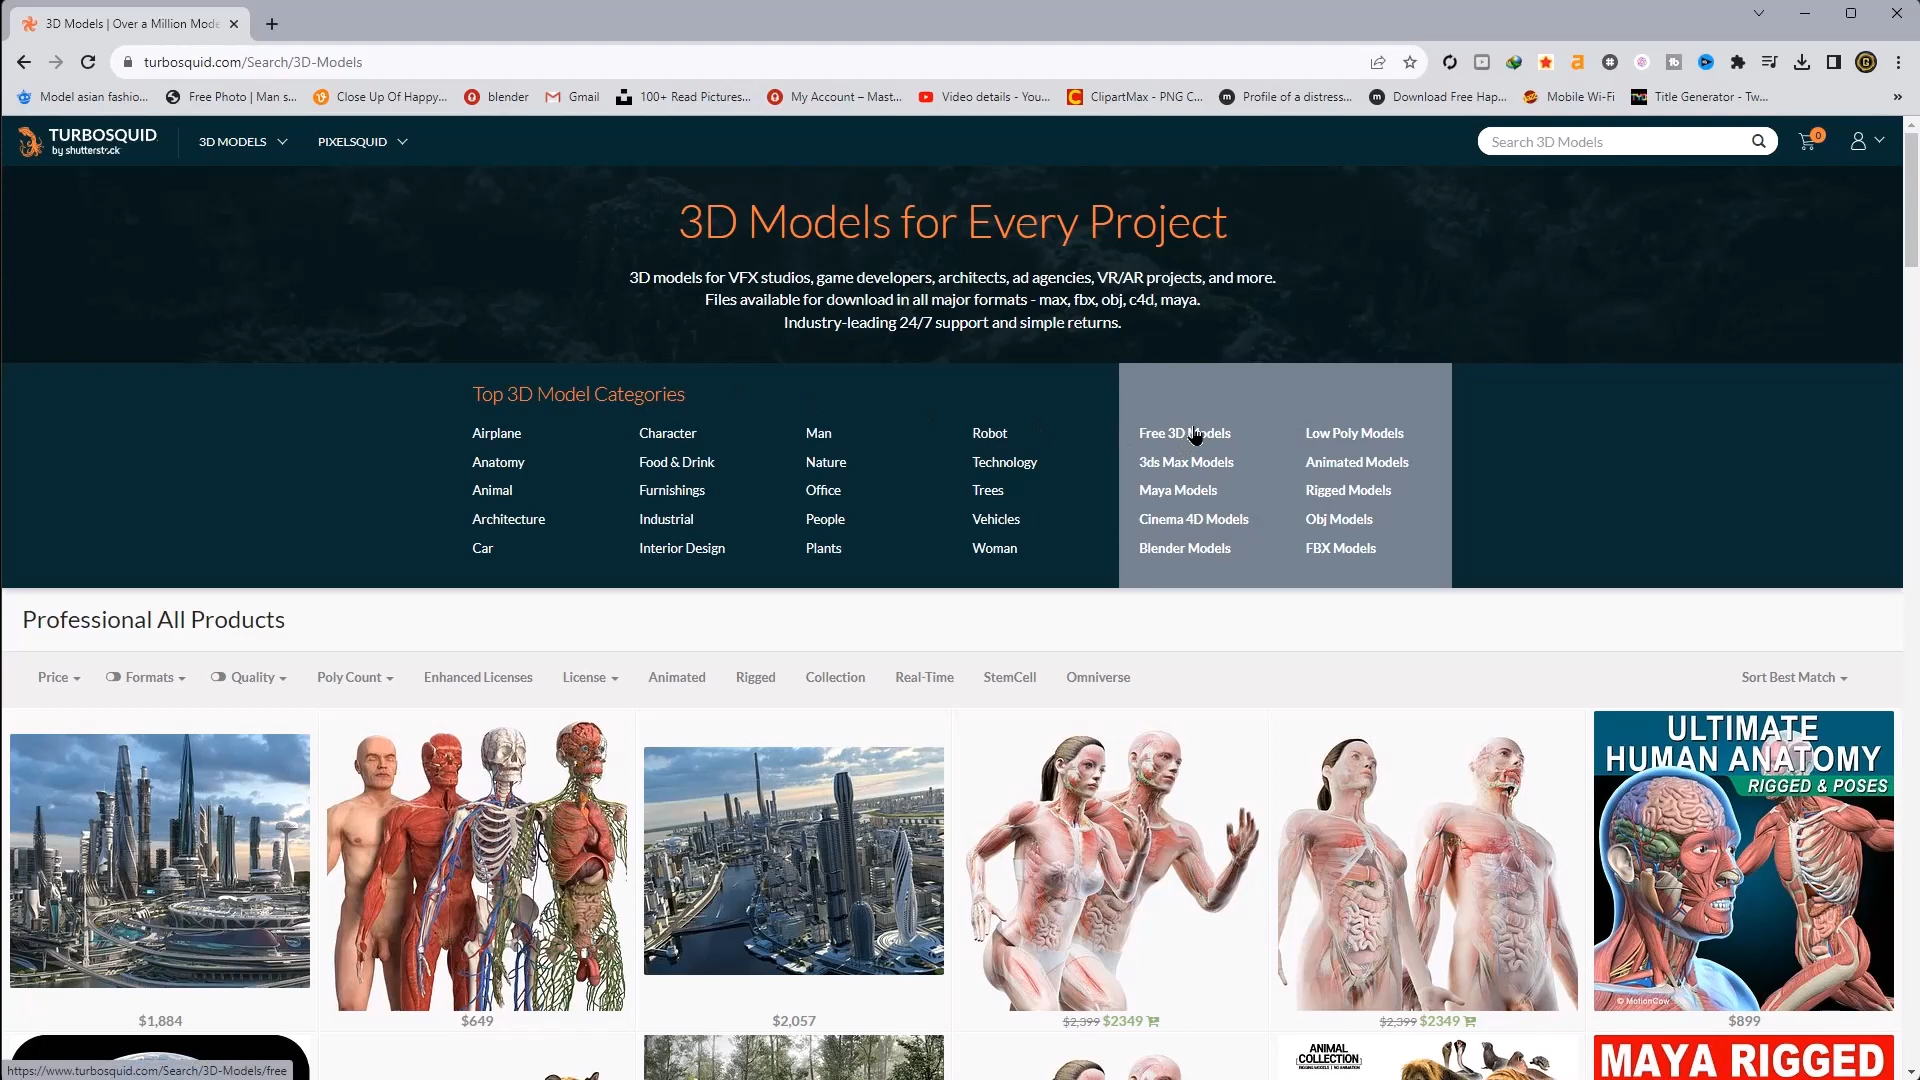 3D Models | Over a Million Mode
turbosquid.com/Search/3D-Models
Model asian fashio...
Free Photo | Man s...
Close Up Of Happy...
blender
Gmail
100+ Read Pictures...
My Account – Mast...
Video details - You...
ClipartMax - PNG C...
Profile of a distress...
Download Free Hap...
Mobile Wi-Fi
Title Generator - Tw...
TURBOSQUID
by shutterstock
3D MODELS
PIXELSQUID
Search 3D Models
0
3D Models for Every Project
3D models for VFX studios, game developers, architects, ad agencies, VR/AR projects, and more.
Files available for download in all major formats - max, fbx, obj, c4d, maya.
Industry-leading 24/7 support and simple returns.
Top 3D Model Categories
Airplane Character Man Robot Free 3D Models Low Poly Models
Anatomy Food & Drink Nature Technology 3ds Max Models Animated Models
Animal Furnishings Office Trees Maya Models Rigged Models
Architecture Industrial People Vehicles Cinema 4D Models Obj Models
Car Interior Design Plants Woman Blender Models FBX Models
Professional All Products
Price Formats Quality Poly Count Enhanced Licenses License Animated Rigged Collection Real-Time StemCell Omniverse Sort Best Match
ULTIMATE
HUMAN ANATOMY
RIGGED & POSES
© MotionCow
$1,884 $649 $2,057 $2,399 $2349 $2,399 $2349 $899
ANIMAL
COLLECTION
MAYA RIGGED
https://www.turbosquid.com/Search/3D-Models/free